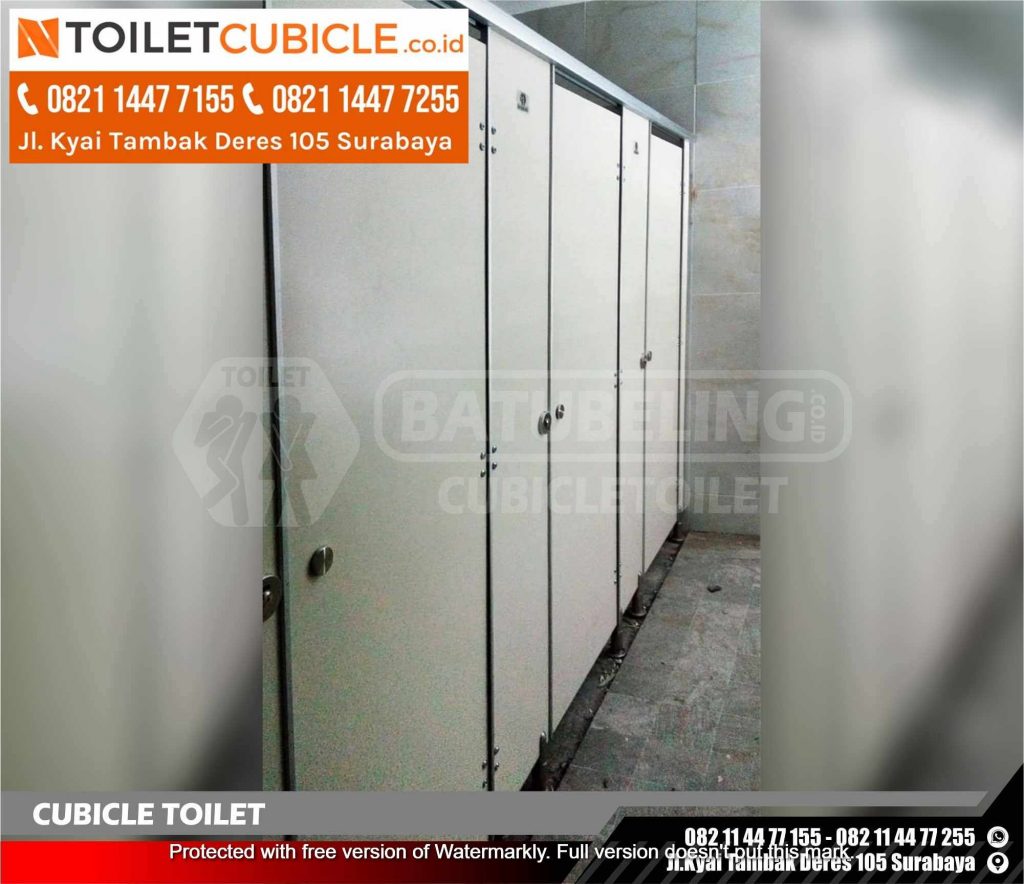 TOILETCUBICLE.co.id
0821 1447 7155 0821 1447 7255
Jl. Kyai Tambak Deres 105 Surabaya
TOILET
BATUBELING.CO.ID
CUBICLETOILET
CUBICLE TOILET
082 11 44 77 155 - 082 11 44 77 255
Jl.Kyai Tambak Deres 105 Surabaya
Protected with free version of Watermarkly. Full version doesn't put this mark.